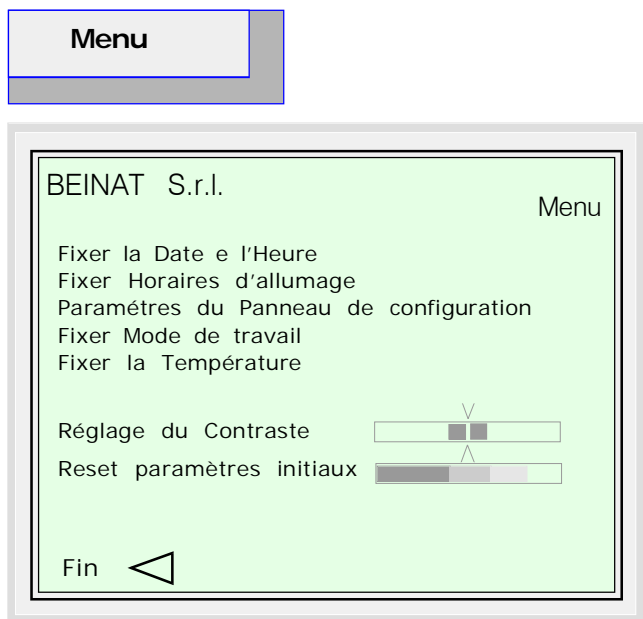 Menu
BEINAT S.r.l.
Menu
Fixer la Date e l'Heure
Fixer Horaires d'allumage
Paramétres du Panneau de configuration
Fixer Mode de travail
Fixer la Température
Réglage du Contraste
Reset paramètres initiaux
Fin